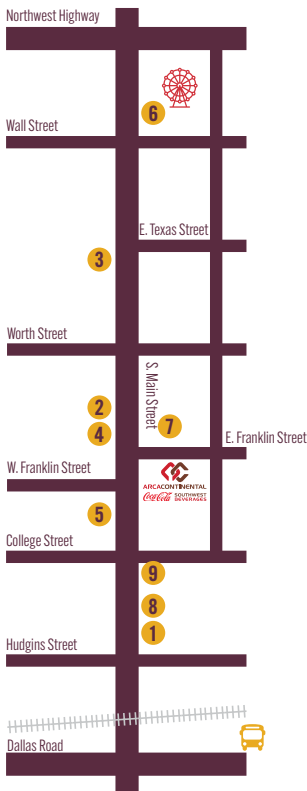 Northwest Highway
6
Wall Street
E. Texas Street
3
Worth Street
S. Main Street
2
7
4
E. Franklin Street
W. Franklin Street
ARCACONTINENTAL
Coca-Cola SOUTHWEST
BEVERAGES
5
College Street
9
8
1
Hudgins Street
Dallas Road